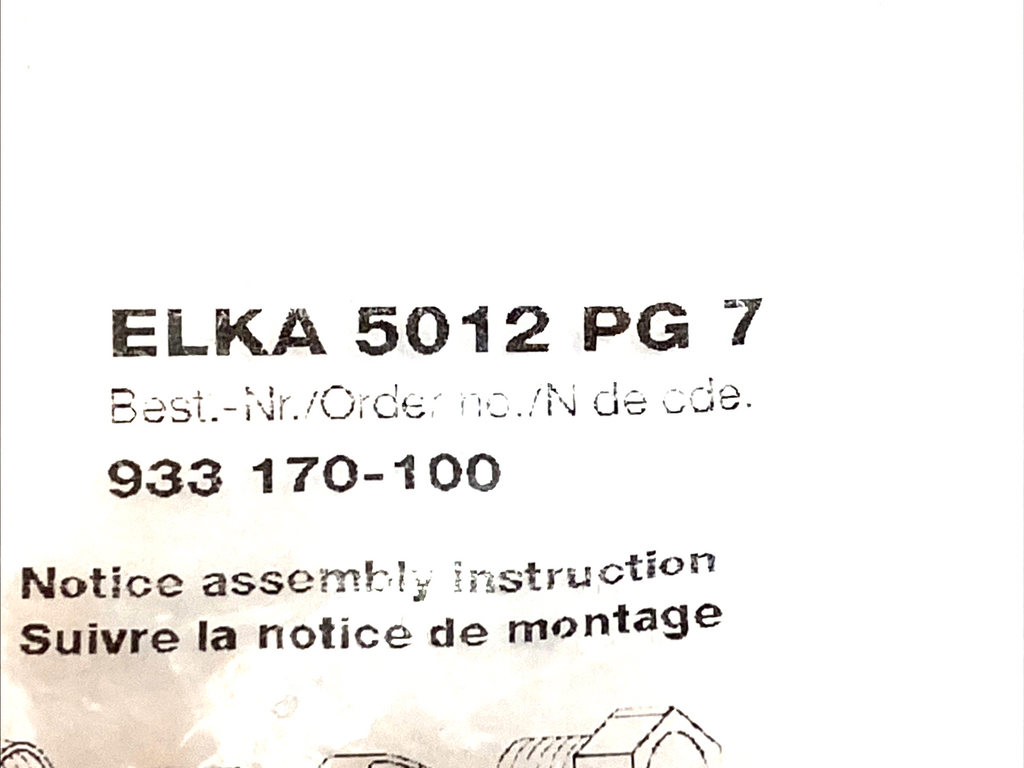 ELKA 5012 PG 7
Best.-Nr./Order no./N de cde.
933 170-100
Notice assembly instruction
Suivre la notice de montage